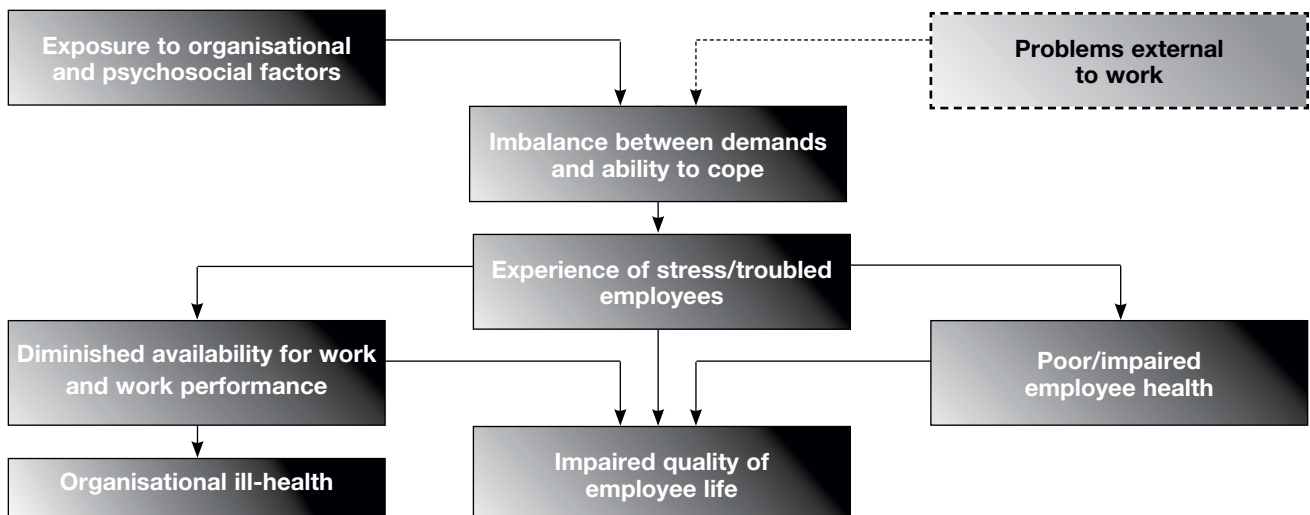 Exposure to organisational
and psychosocial factors
Problems external
to work
Imbalance between demands
and ability to cope
Experience of stress/troubled
employees
Diminished availability for work
and work performance
Poor/impaired
employee health
Organisational ill-health
Impaired quality of
employee life